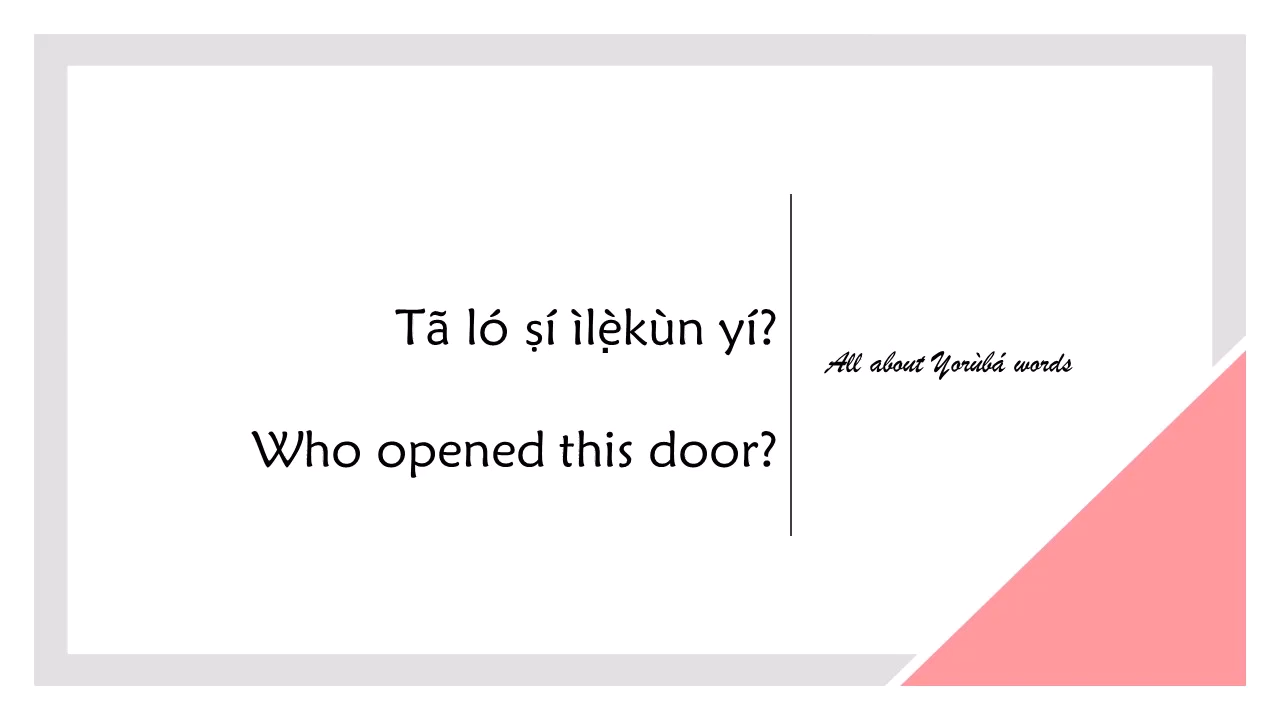 Tã ló ṣí ìlẹ̀kùn yí?
Who opened this door?
All about Yorùbá words